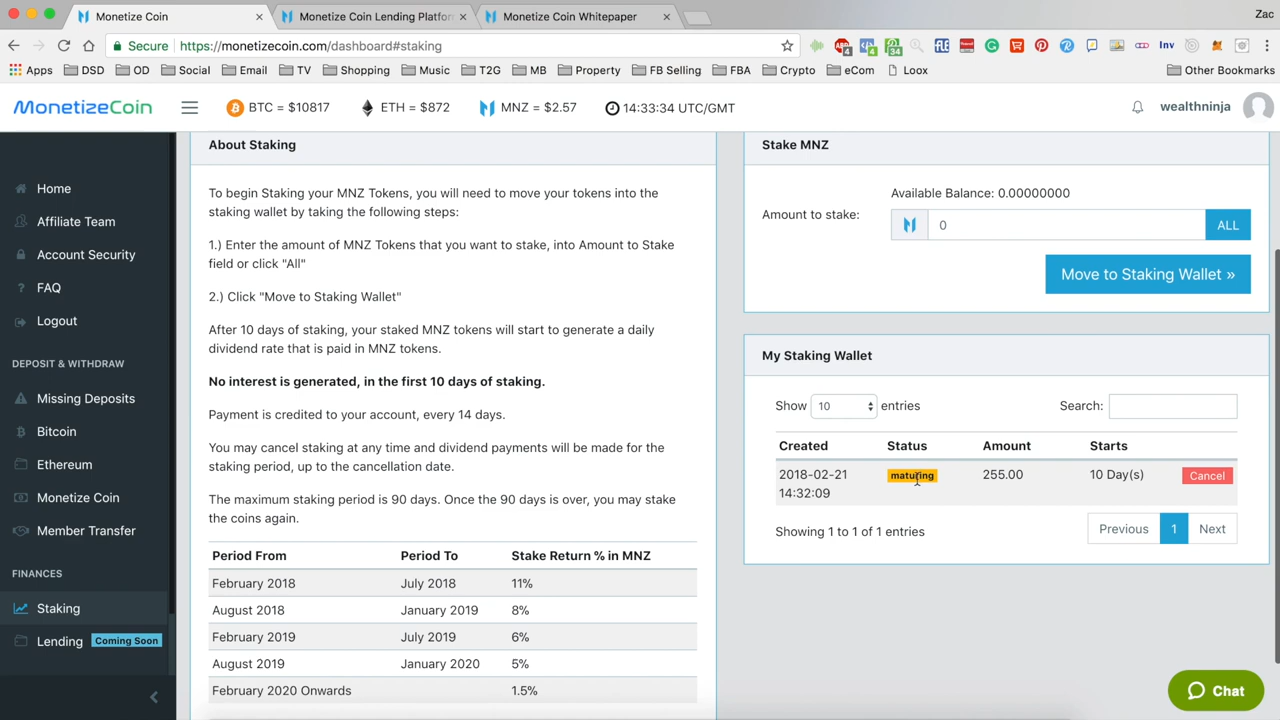 Monetize Coin
Monetize Coin Lending Platform
Monetize Coin Whitepaper
Zac
Secure https://monetizecoin.com/dashboard#staking
Apps DSD OD Social Email TV Shopping Music T2G MB Property FB Selling FBA Crypto eCom Loox Other Bookmarks
MonetizeCoin BTC = $10817 ETH = $872 MNZ = $2.57 14:33:34 UTC/GMT wealthninja
Home
Affiliate Team
Account Security
FAQ
Logout
DEPOSIT & WITHDRAW
Missing Deposits
Bitcoin
Ethereum
Monetize Coin
Member Transfer
FINANCES
Staking
Lending Coming Soon
About Staking
To begin Staking your MNZ Tokens, you will need to move your tokens into the
staking wallet by taking the following steps:
1.) Enter the amount of MNZ Tokens that you want to stake, into Amount to Stake
field or click "All"
2.) Click "Move to Staking Wallet"
After 10 days of staking, your staked MNZ tokens will start to generate a daily
dividend rate that is paid in MNZ tokens.
No interest is generated, in the first 10 days of staking.
Payment is credited to your account, every 14 days.
You may cancel staking at any time and dividend payments will be made for the
staking period, up to the cancellation date.
The maximum staking period is 90 days. Once the 90 days is over, you may stake
the coins again.
Period From Period To Stake Return % in MNZ
February 2018 July 2018 11%
August 2018 January 2019 8%
February 2019 July 2019 6%
August 2019 January 2020 5%
February 2020 Onwards 1.5%
Stake MNZ
Available Balance: 0.00000000
Amount to stake: 0 ALL
Move to Staking Wallet »
My Staking Wallet
Show 10 entries Search:
Created Status Amount Starts
2018-02-21 maturing 255.00 10 Day(s) Cancel
14:32:09
Showing 1 to 1 of 1 entries Previous 1 Next
Chat